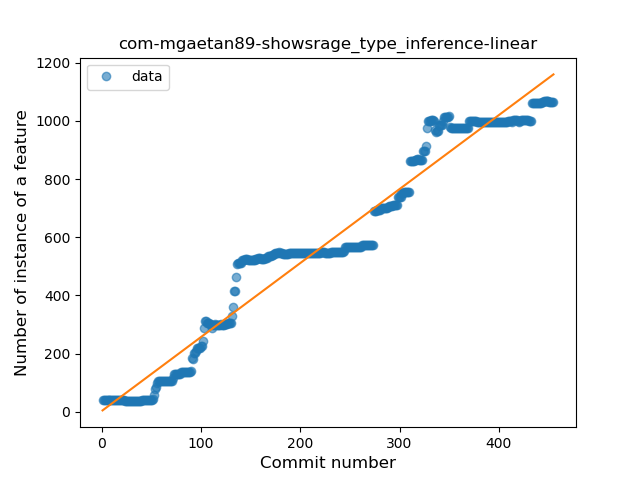 com-mgaetan89-showsrage_type_inference-linear
data
Number of instance of a feature
1200
1000
800
600
400
200
0
0 100 200 300 400
Commit number